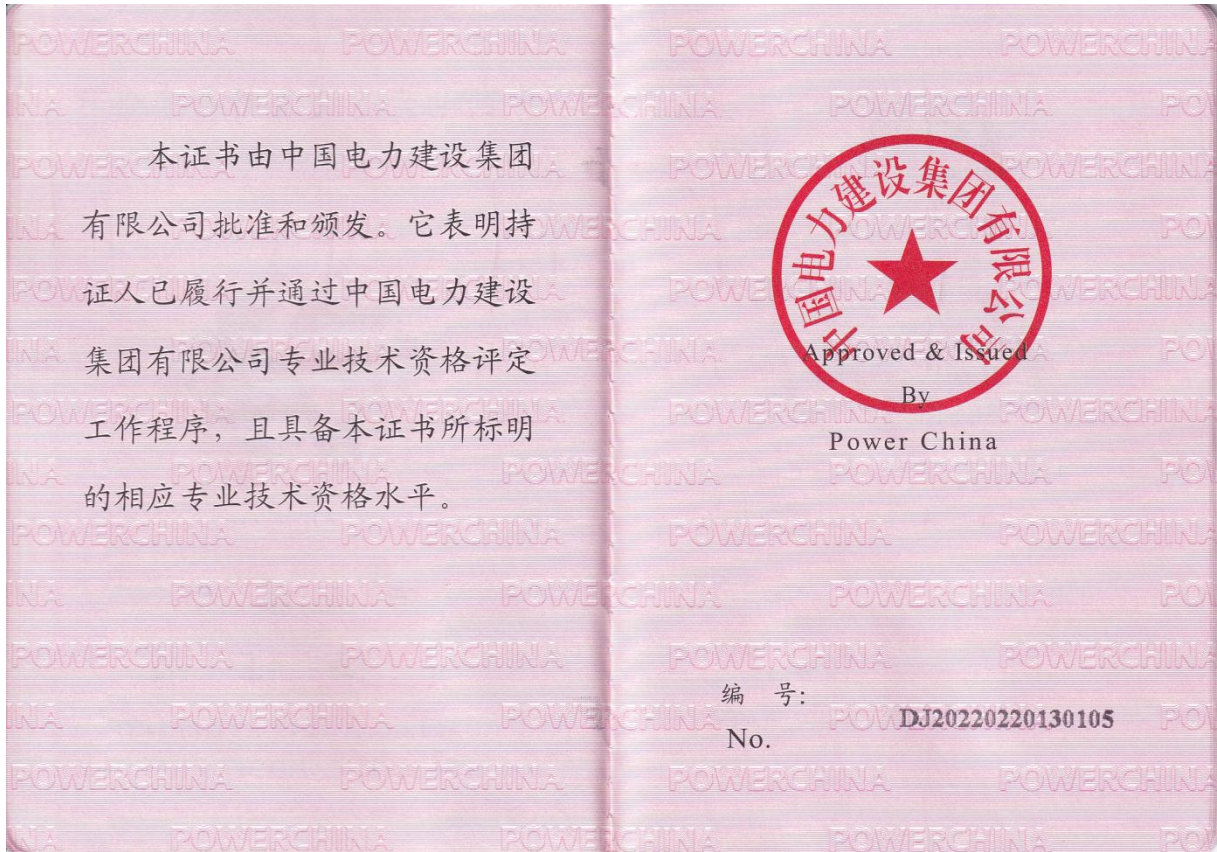 本证书由中国电力建设集团
有限公司批准和颁发。它表明持
证人已履行并通过中国电力建设
集团有限公司专业技术资格评定
工作程序，且具备本证书所标明
的相应专业技术资格水平。
中国电力建设集团有限公司
Approved & Issued
By
Power China
编 号:
DJ20220220130105
No.
POWERCHINA POWERCHINA POWERCHINA POWERCHINA